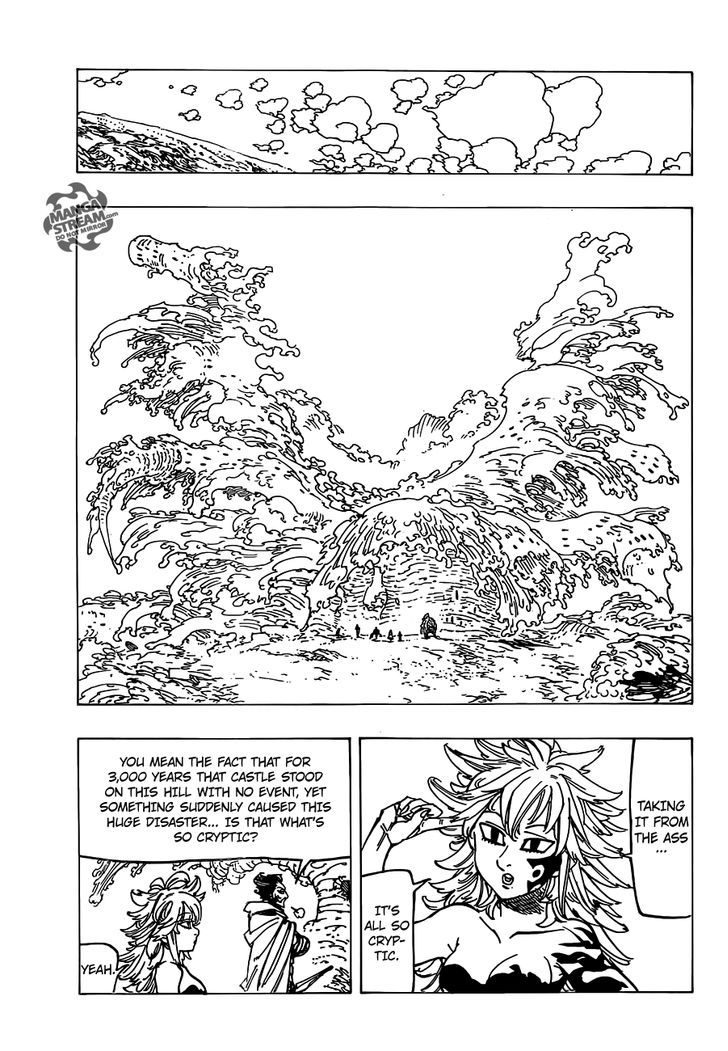 MANGA
STREAM.com
DO NOT MIRROR
TAKING
IT FROM
THE ASS
...
IT'S
ALL SO
CRYP-
TIC.
YOU MEAN THE FACT THAT FOR
3,000 YEARS THAT CASTLE STOOD
ON THIS HILL WITH NO EVENT, YET
SOMETHING SUDDENLY CAUSED THIS
HUGE DISASTER... IS THAT WHAT'S
SO CRYPTIC?
YEAH.